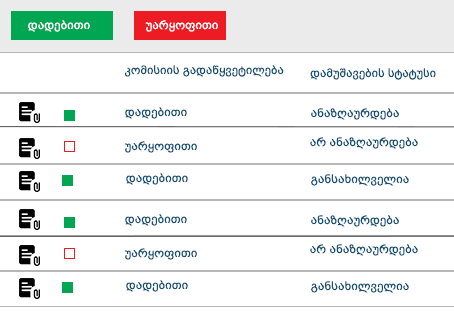 დადებითი უარყოფითი
კომისიის გადაწყვეტილება დამუშავების სტატუსი
დადებითი ანაზღაურდება
უარყოფითი არ ანაზღაურდება
დადებითი განსახილველია
დადებითი ანაზღაურდება
უარყოფითი არ ანაზღაურდება
დადებითი განსახილველია